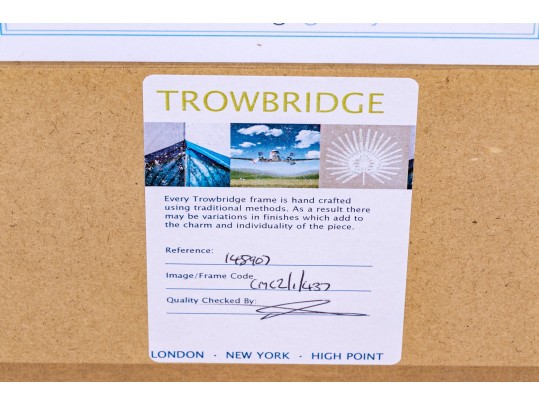 TROWBRIDGE
Every Trowbridge frame is hand crafted
using traditional methods. As a result there
may be variations in finishes which add to
the charm and individuality of the piece.
Reference: 148907
Image/Frame Code CMC2/1/437
Quality Checked By:
LONDON · NEW YORK · HIGH POINT